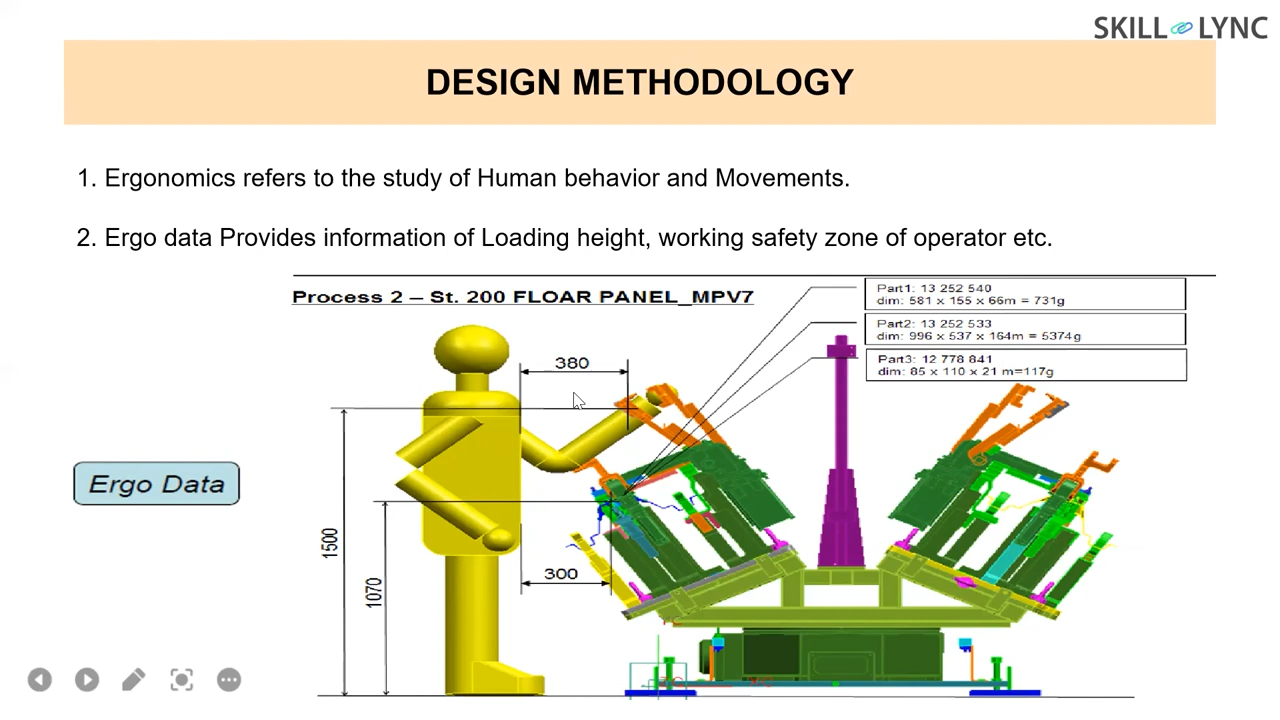 SKILL LYNC
DESIGN METHODOLOGY
1. Ergonomics refers to the study of Human behavior and Movements.
2. Ergo data Provides information of Loading height, working safety zone of operator etc.
Process 2 – St. 200 FLOAR PANEL_MPV7
Part1: 13 252 540
dim: 581 x 155 x 66m = 731g
Part2: 13 252 533
dim: 996 x 537 x 164m = 5374g
Part3: 12 778 841
dim: 85 x 110 x 21 m=117g
380
Ergo Data
1500
1070
300